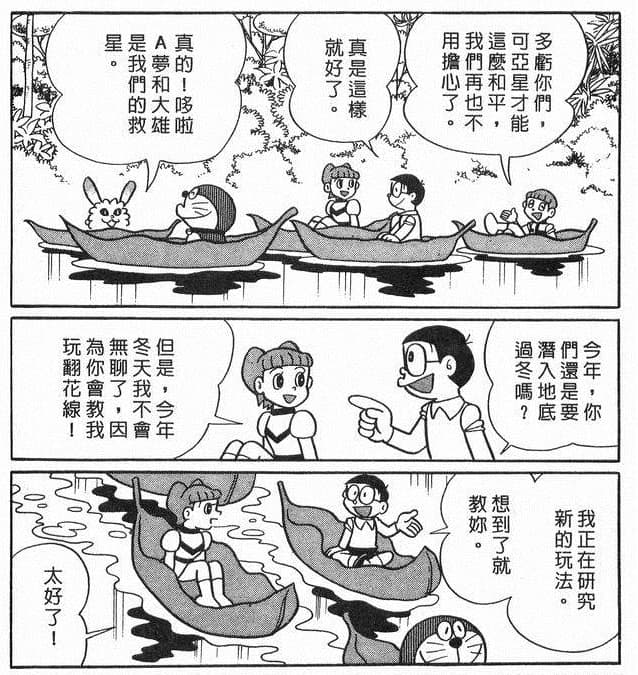 多虧你們，
可亞星才能
這麼和平，
我們再也不
用擔心了。
真是這樣
就好了。
真的！哆啦
A夢和大雄
是我們的救
星。
今年，你
們還是要
潛入地底
過冬嗎？
但是，今年
冬天我不會
無聊了，因
為你會教我
玩翻花線！
我正在研究
新的玩法。
想到了就
教妳。
太好了！